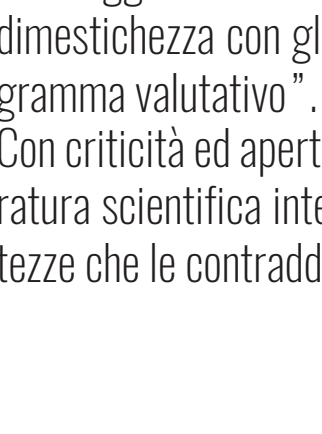 dimestichezza con gl
gramma valutativo ” .
Con criticità ed apert
ratura scientifica inte
tezze che le contradd